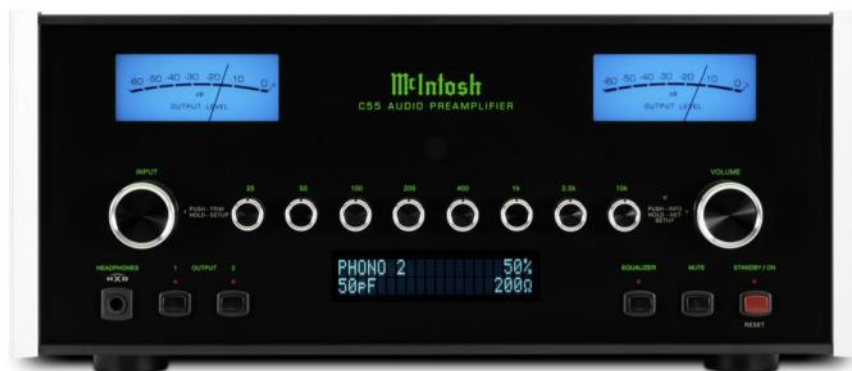 -60 -50 -40 -30 -20 -10 0
dB
OUTPUT LEVEL
McIntosh
C55 AUDIO PREAMPLIFIER
-60 -50 -40 -30 -20 -10 0
dB
OUTPUT LEVEL
INPUT
25 50 100 200 400 1k 2.5k 10k
VOLUME
PUSH-TRIM
HOLD-SETUP
PUSH-INFO
HOLD-NET
SETUP
HEADPHONES
HXD
1 OUTPUT 2
PHONO 2 50%
50pF 200Ω
EQUALIZER
MUTE
STANDBY/ON
RESET